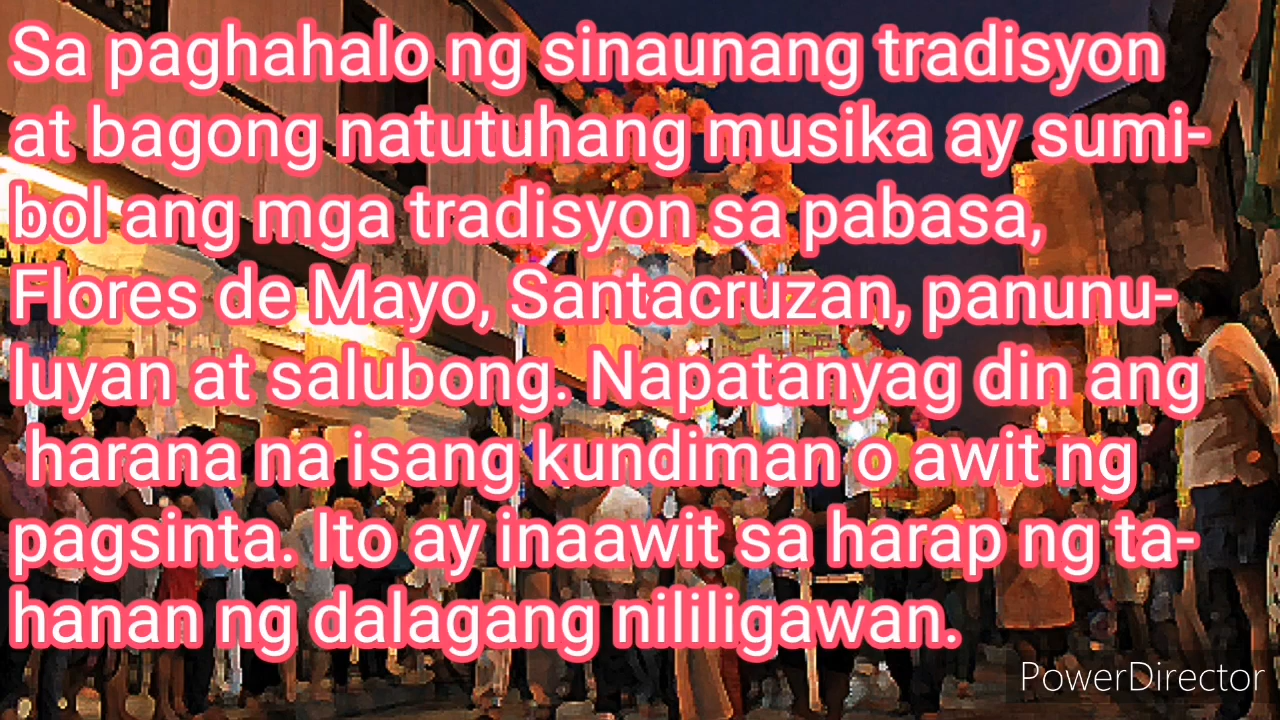 Sa paghahalo ng sinaunang tradisyon
at bagong natutuhang musika ay sumi-
bol ang mga tradisyon sa pabasa,
Flores de Mayo, Santacruzan, panunu-
luyan at salubong. Napatanyag din ang
harana na isang kundiman o awit ng
pagsinta. Ito ay inaawit sa harap ng ta-
hanan ng dalagang nililigawan.
PowerDirector